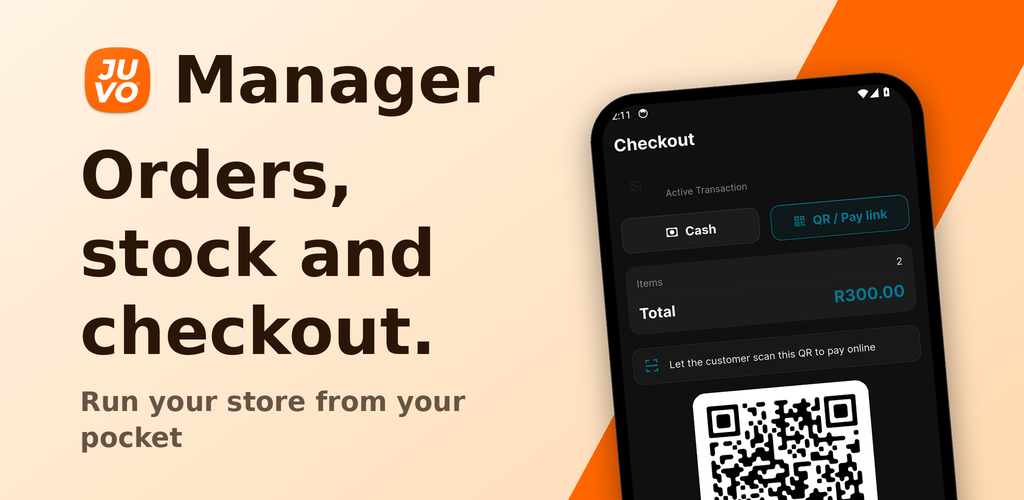 JU
VO
Manager
Orders,
stock and
checkout.
Run your store from your
pocket
2:11
Checkout
Active Transaction
Cash
QR / Pay link
Items
2
Total
R300.00
Let the customer scan this QR to pay online